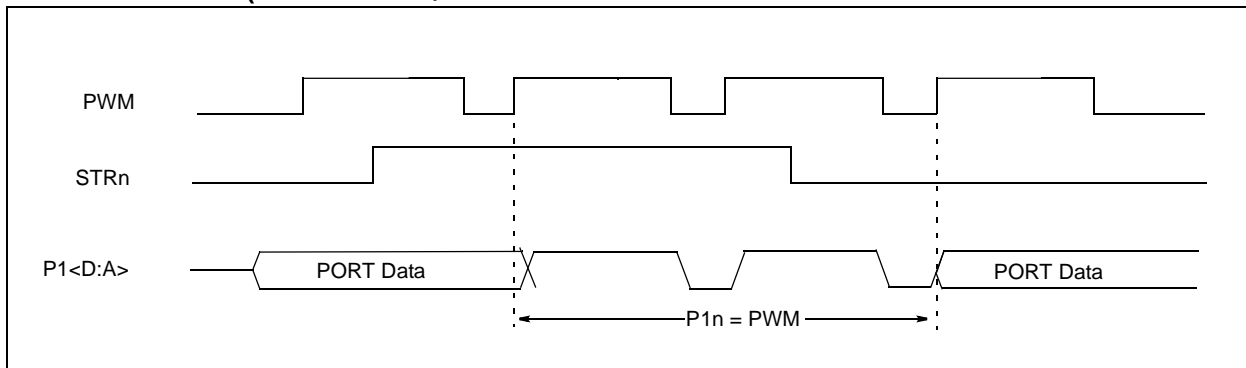 PWM
STRn
P1<D:A>
PORT Data
PORT Data
P1n = PWM